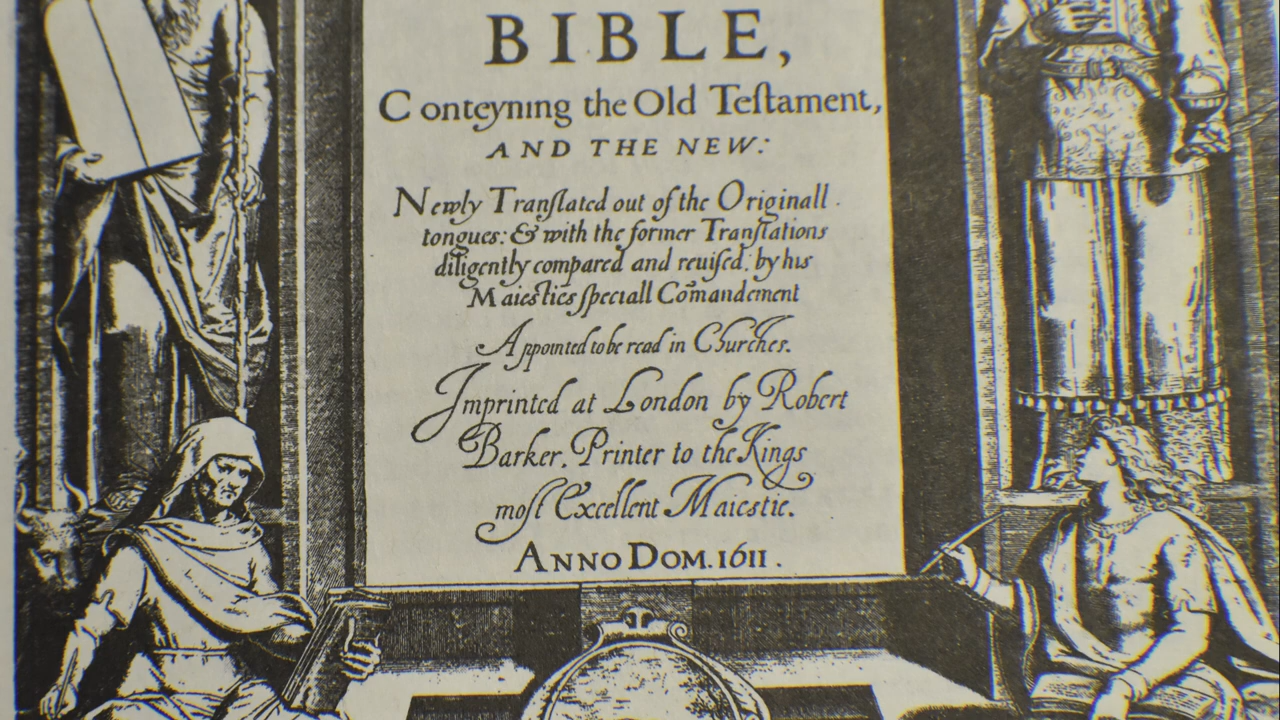 BIBLE,
Conteyning the Old Teſtament,
AND THE NEW:
Newly Tranſlated out of the Originall
tongues: & with the former Tranſlations
diligently compared and reuiſed, by his
Maieſties ſpeciall Cõmandement
Appointed to be read in Churches.
Imprinted at London by Robert
Barker, Printer to the Kings
moſt Excellent Maieſtie.
ANNO DOM. 1611.